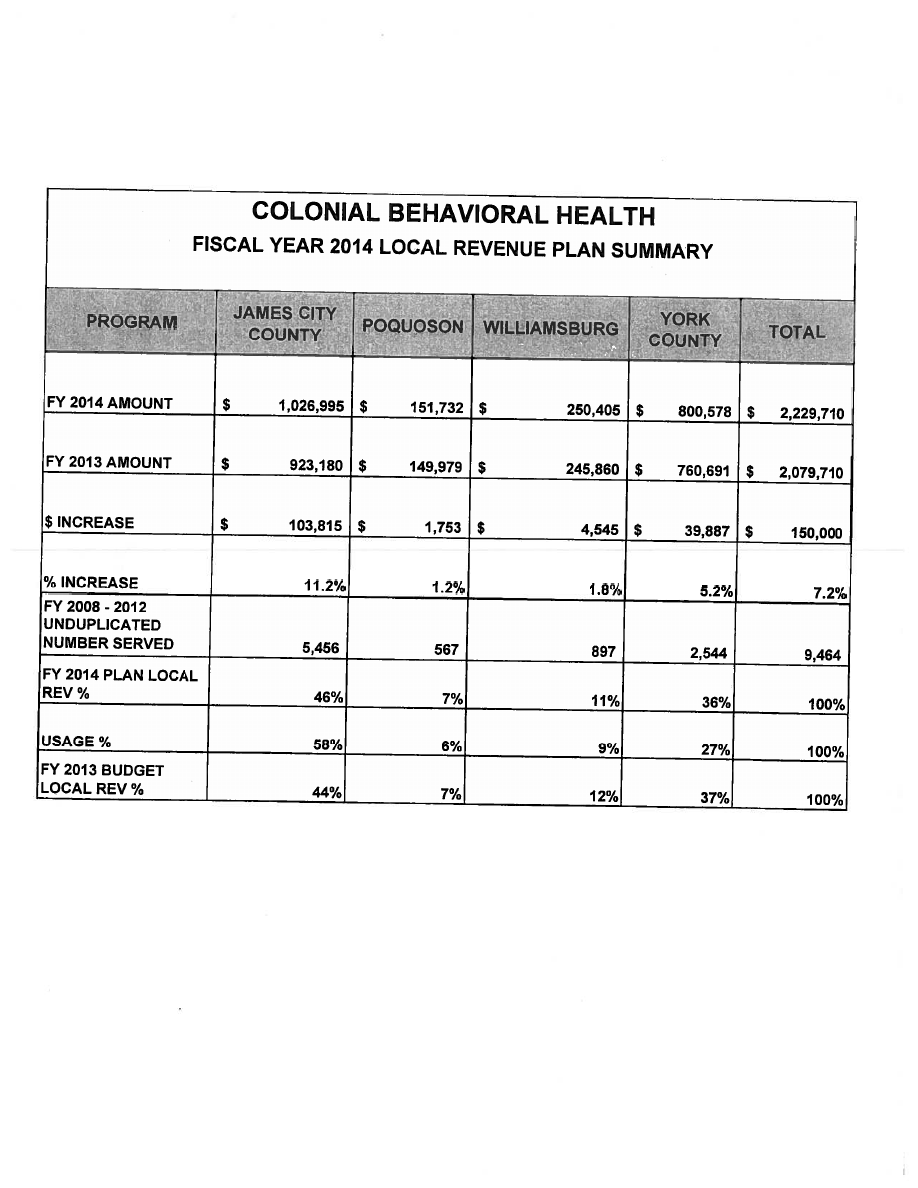 COLONIAL BEHAVIORAL HEALTH
FISCAL YEAR 2014 LOCAL REVENUE PLAN SUMMARY
PROGRAM JAMES CITY COUNTY POQUOSON WILLIAMSBURG YORK COUNTY TOTAL
FY 2014 AMOUNT $ 1,026,995 $ 151,732 $ 250,405 $ 800,578 $ 2,229,710
FY 2013 AMOUNT $ 923,180 $ 149,979 $ 245,860 $ 760,691 $ 2,079,710
$ INCREASE $ 103,815 $ 1,753 $ 4,545 $ 39,887 $ 150,000
% INCREASE 11.2% 1.2% 1.8% 5.2% 7.2%
FY 2008 - 2012
UNDUPLICATED
NUMBER SERVED 5,456 567 897 2,544 9,464
FY 2014 PLAN LOCAL
REV % 46% 7% 11% 36% 100%
USAGE % 58% 6% 9% 27% 100%
FY 2013 BUDGET
LOCAL REV % 44% 7% 12% 37% 100%